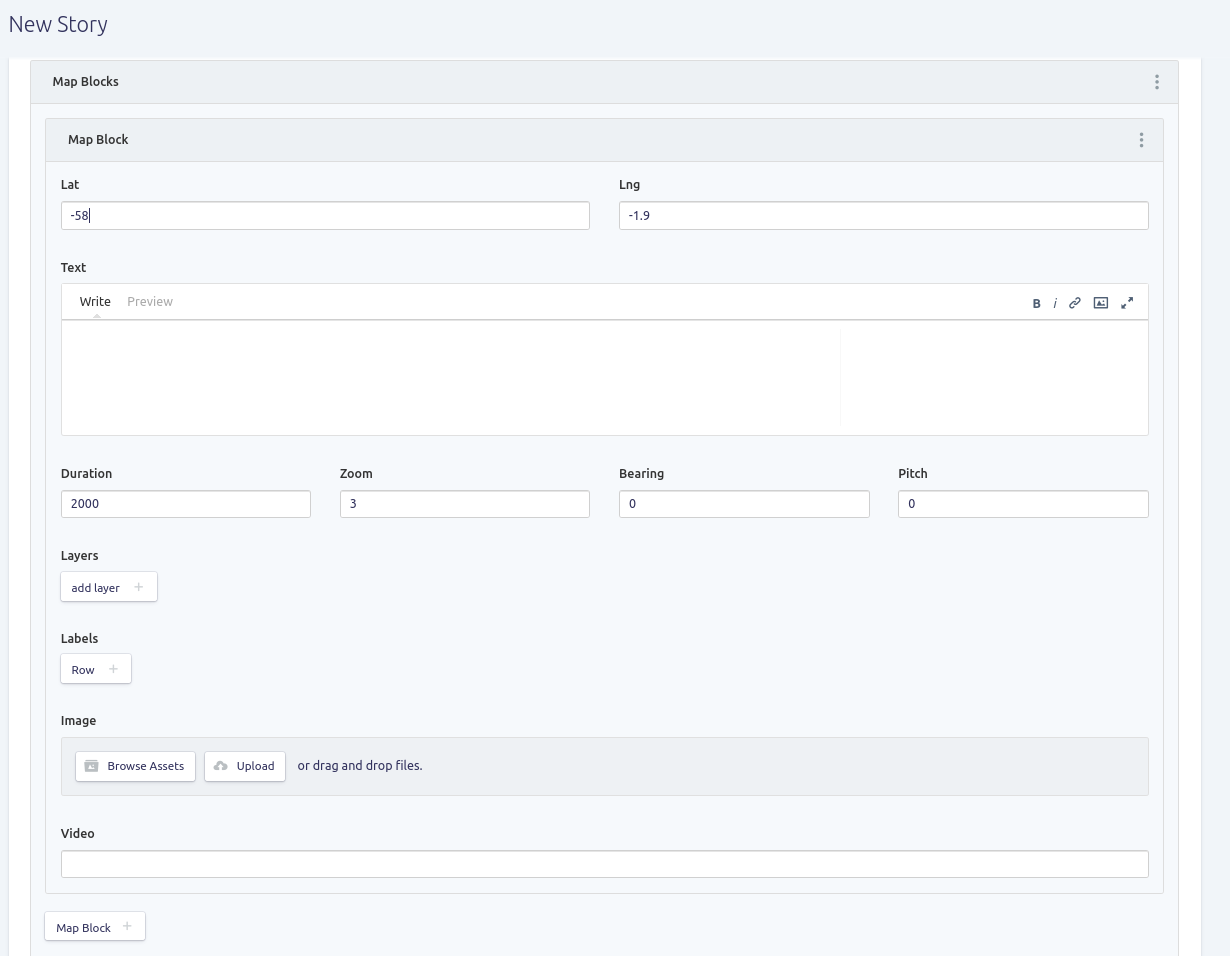 New Story
Map Blocks
Map Block
Lat Lng
-58 -1.9
Text
Write Preview B i
Duration Zoom Bearing Pitch
2000 3 0 0
Layers
add layer +
Labels
Row +
Image
Browse Assets Upload or drag and drop files.
Video
Map Block +